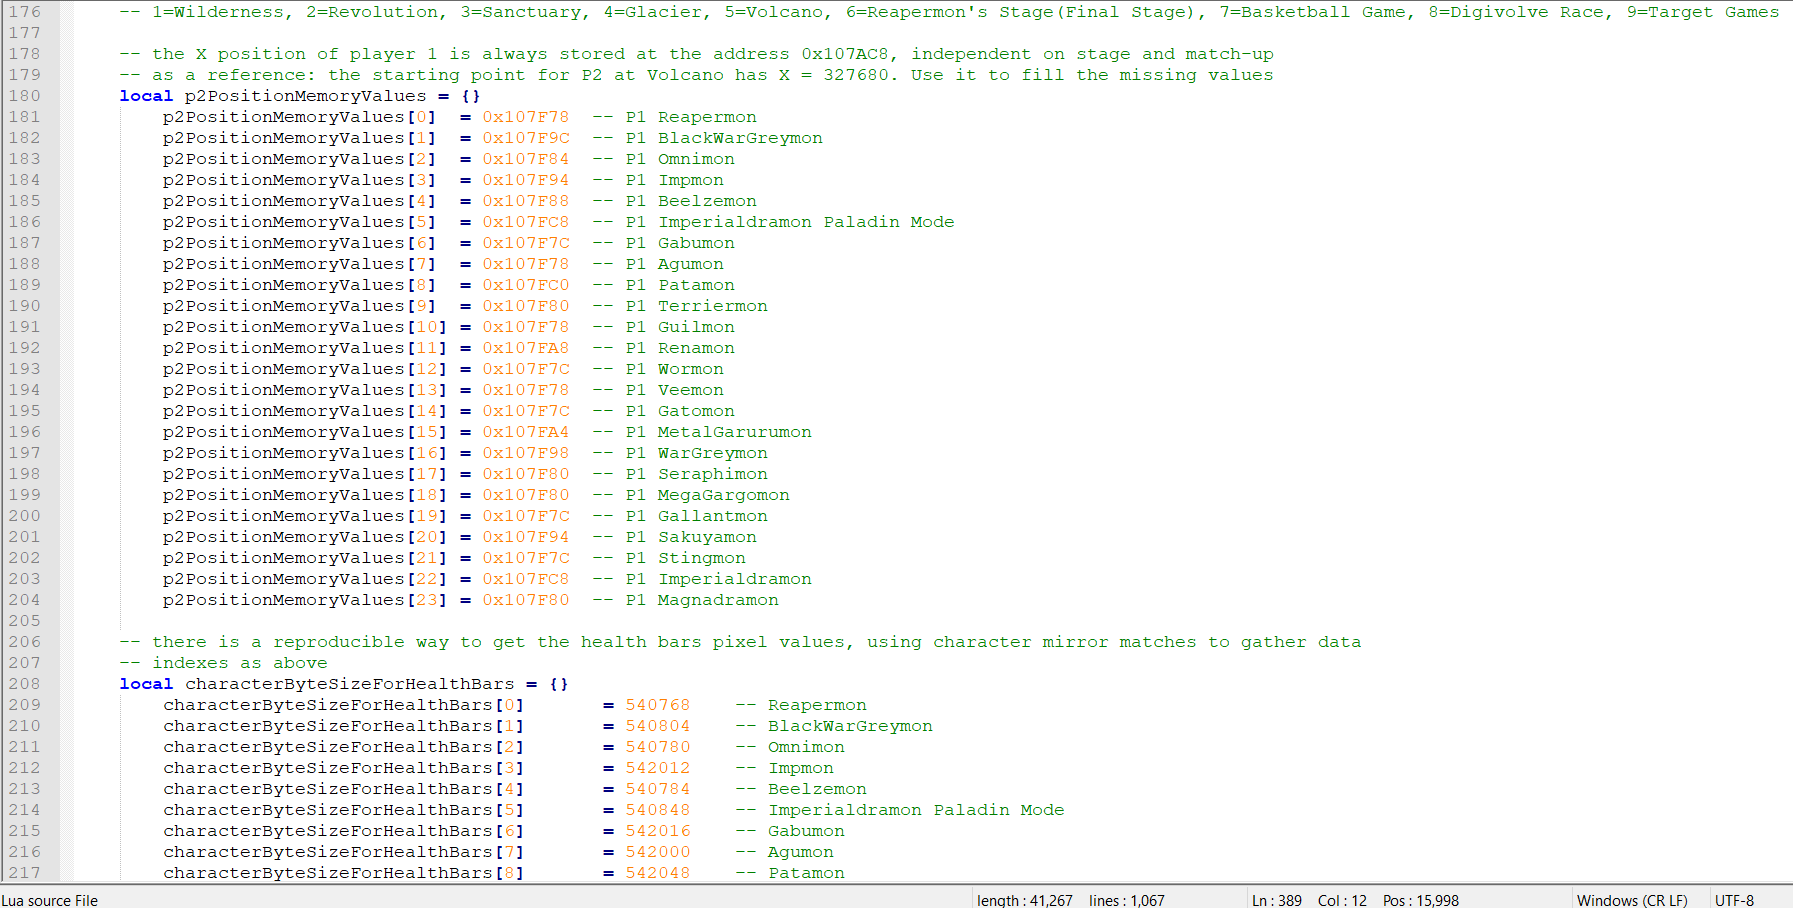 176 -- 1=Wilderness, 2=Revolution, 3=Sanctuary, 4=Glacier, 5=Volcano, 6=Reapermon's Stage(Final Stage), 7=Basketball Game, 8=Digivolve Race, 9=Target Games
177
178 -- the X position of player 1 is always stored at the address 0x107AC8, independent on stage and match-up
179 -- as a reference: the starting point for P2 at Volcano has X = 327680. Use it to fill the missing values
180 local p2PositionMemoryValues = {}
181 p2PositionMemoryValues[0] = 0x107F78 -- P1 Reapermon
182 p2PositionMemoryValues[1] = 0x107F9C -- P1 BlackWarGreymon
183 p2PositionMemoryValues[2] = 0x107F84 -- P1 Omnimon
184 p2PositionMemoryValues[3] = 0x107F94 -- P1 Impmon
185 p2PositionMemoryValues[4] = 0x107F88 -- P1 Beelzemon
186 p2PositionMemoryValues[5] = 0x107FC8 -- P1 Imperialdramon Paladin Mode
187 p2PositionMemoryValues[6] = 0x107F7C -- P1 Gabumon
188 p2PositionMemoryValues[7] = 0x107F78 -- P1 Agumon
189 p2PositionMemoryValues[8] = 0x107FC0 -- P1 Patamon
190 p2PositionMemoryValues[9] = 0x107F80 -- P1 Terriermon
191 p2PositionMemoryValues[10] = 0x107F78 -- P1 Guilmon
192 p2PositionMemoryValues[11] = 0x107FA8 -- P1 Renamon
193 p2PositionMemoryValues[12] = 0x107F7C -- P1 Wormon
194 p2PositionMemoryValues[13] = 0x107F78 -- P1 Veemon
195 p2PositionMemoryValues[14] = 0x107F7C -- P1 Gatomon
196 p2PositionMemoryValues[15] = 0x107FA4 -- P1 MetalGarurumon
197 p2PositionMemoryValues[16] = 0x107F98 -- P1 WarGreymon
198 p2PositionMemoryValues[17] = 0x107F80 -- P1 Seraphimon
199 p2PositionMemoryValues[18] = 0x107F80 -- P1 MegaGargomon
200 p2PositionMemoryValues[19] = 0x107F7C -- P1 Gallantmon
201 p2PositionMemoryValues[20] = 0x107F94 -- P1 Sakuyamon
202 p2PositionMemoryValues[21] = 0x107F7C -- P1 Stingmon
203 p2PositionMemoryValues[22] = 0x107FC8 -- P1 Imperialdramon
204 p2PositionMemoryValues[23] = 0x107F80 -- P1 Magnadramon
205
206 -- there is a reproducible way to get the health bars pixel values, using character mirror matches to gather data
207 -- indexes as above
208 local characterByteSizeForHealthBars = {}
209 characterByteSizeForHealthBars[0] = 540768 -- Reapermon
210 characterByteSizeForHealthBars[1] = 540804 -- BlackWarGreymon
211 characterByteSizeForHealthBars[2] = 540780 -- Omnimon
212 characterByteSizeForHealthBars[3] = 542012 -- Impmon
213 characterByteSizeForHealthBars[4] = 540784 -- Beelzemon
214 characterByteSizeForHealthBars[5] = 540848 -- Imperialdramon Paladin Mode
215 characterByteSizeForHealthBars[6] = 542016 -- Gabumon
216 characterByteSizeForHealthBars[7] = 542000 -- Agumon
217 characterByteSizeForHealthBars[8] = 542048 -- Patamon
Lua source File length : 41,267 lines : 1,067 Ln : 389 Col : 12 Pos : 15,998 Windows (CR LF) UTF-8